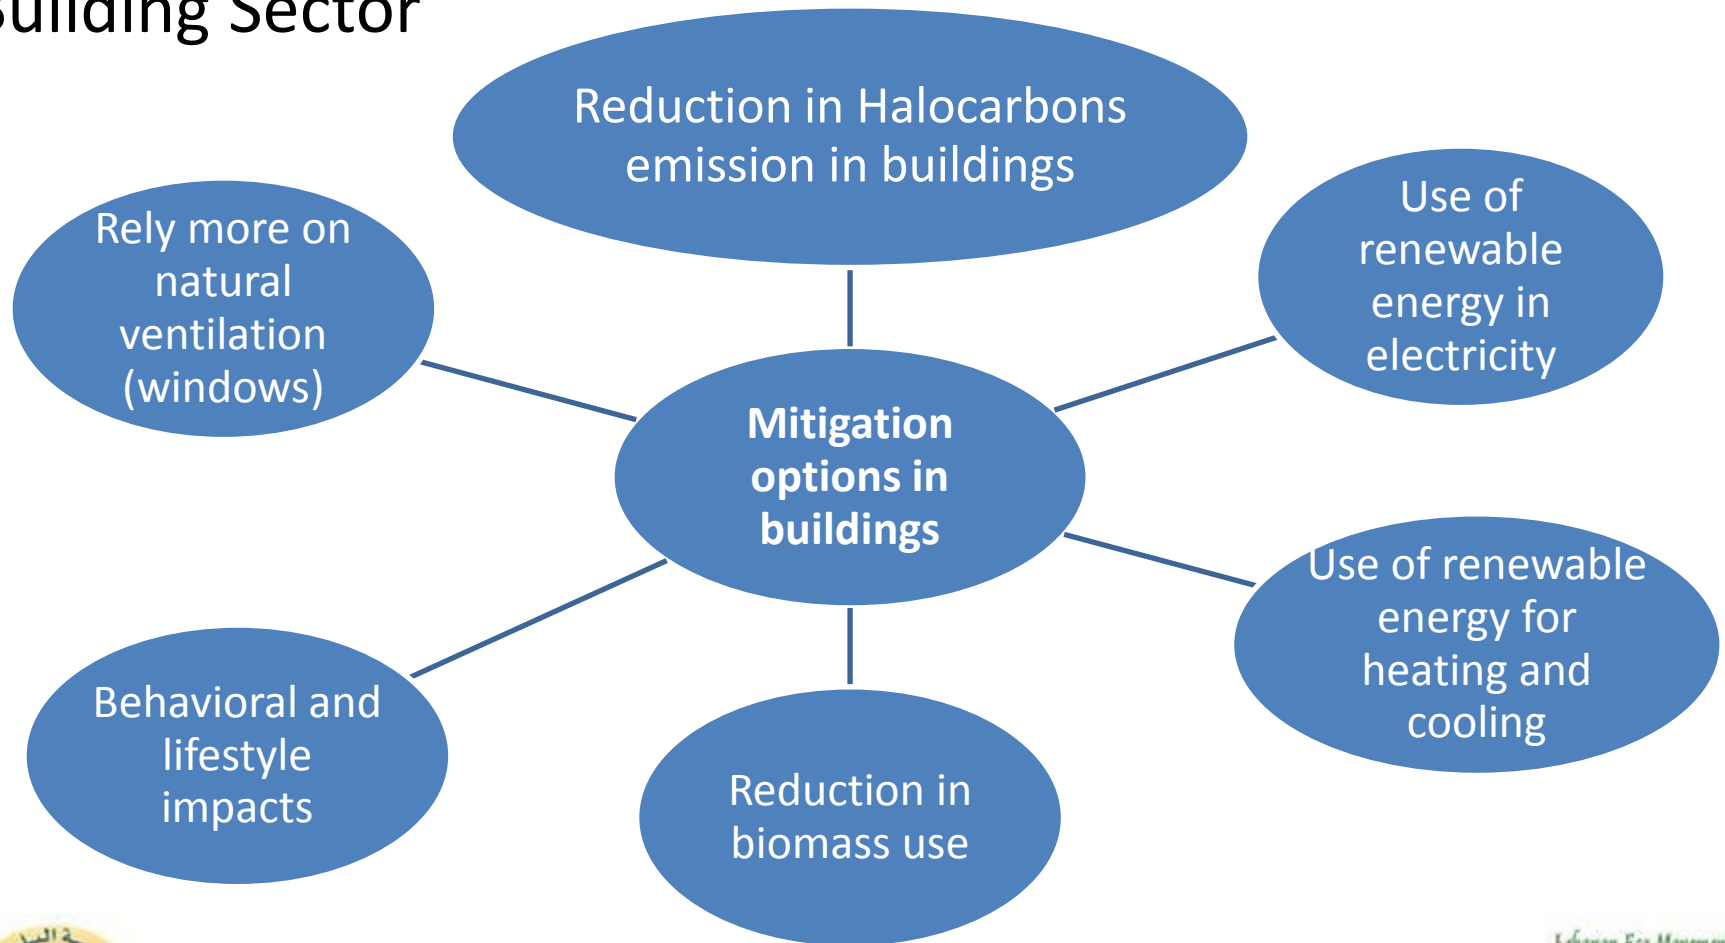 Building Sector
Reduction in Halocarbons
emission in buildings
Rely more on
natural
ventilation
(windows)
Use of
renewable
energy in
electricity
Mitigation
options in
buildings
Use of renewable
energy for
heating and
cooling
Behavioral and
lifestyle
impacts
Reduction in
biomass use